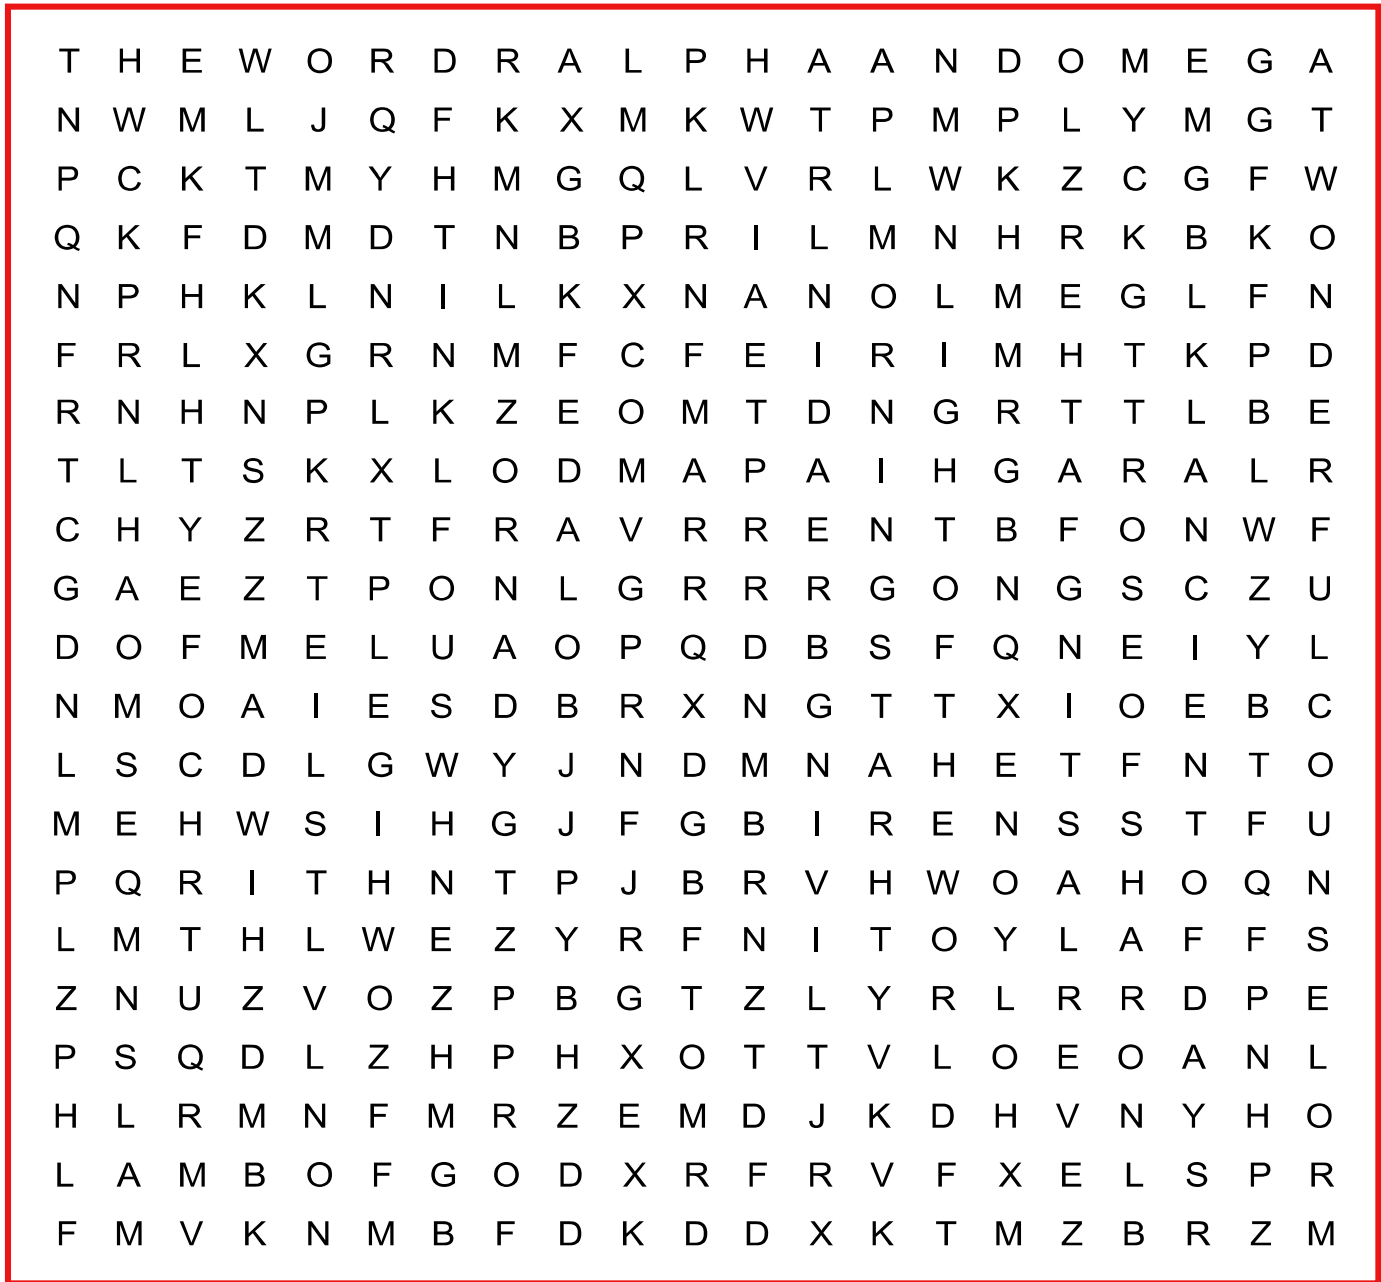 T H E W O R D R A L P H A A N D O M E G A
N W M L J Q F K X M K W T P M P L Y M G T
P C K T M Y H M G Q L V R L W K Z C G F W
Q K F D M D T N B P R I L M N H R K B K O
N P H K L N I L K X N A N O L M E G L F N
F R L X G R N M F C F E I R I M H T K P D
R N H N P L K Z E O M T D N G R T T L B E
T L T S K X L O D M A P A I H G A R A L R
C H Y Z R T F R A V R R E N T B F O N W F
G A E Z T P O N L G R R R G O N G S C Z U
D O F M E L U A O P Q D B S F Q N E I Y L
N M O A I E S D B R X N G T T X I O E B C
L S C D L G W Y J N D M N A H E T F N T O
M E H W S I H G J F G B I R E N S S T F U
P Q R I T H N T P J B R V H W O A H O Q N
L M T H L W E Z Y R F N I T O Y L A F F S
Z N U Z V O Z P B G T Z L Y R L R R D P E
P S Q D L Z H P H X O T T V L O E O A N L
H L R M N F M R Z E M D J K D H V N Y H O
L A M B O F G O D X R F R V F X E L S P R
F M V K N M B F D K D D X K T M Z B R Z M